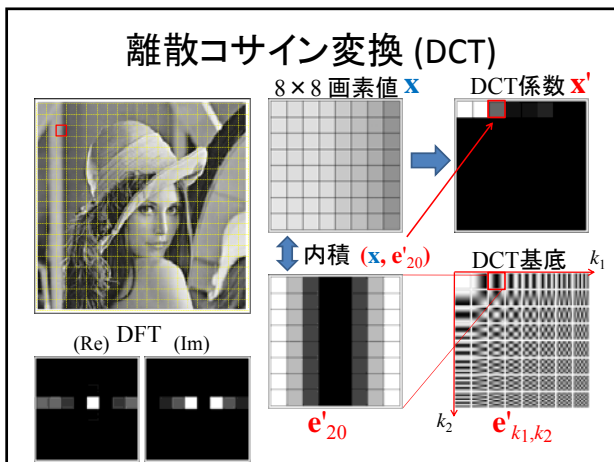 離散コサイン変換 (DCT)
8×8 画素値 x
DCT係数 x'
内積 (x, e'20)
DCT基底
k1
k2
(Re) DFT (Im)
e'20
e'k1,k2